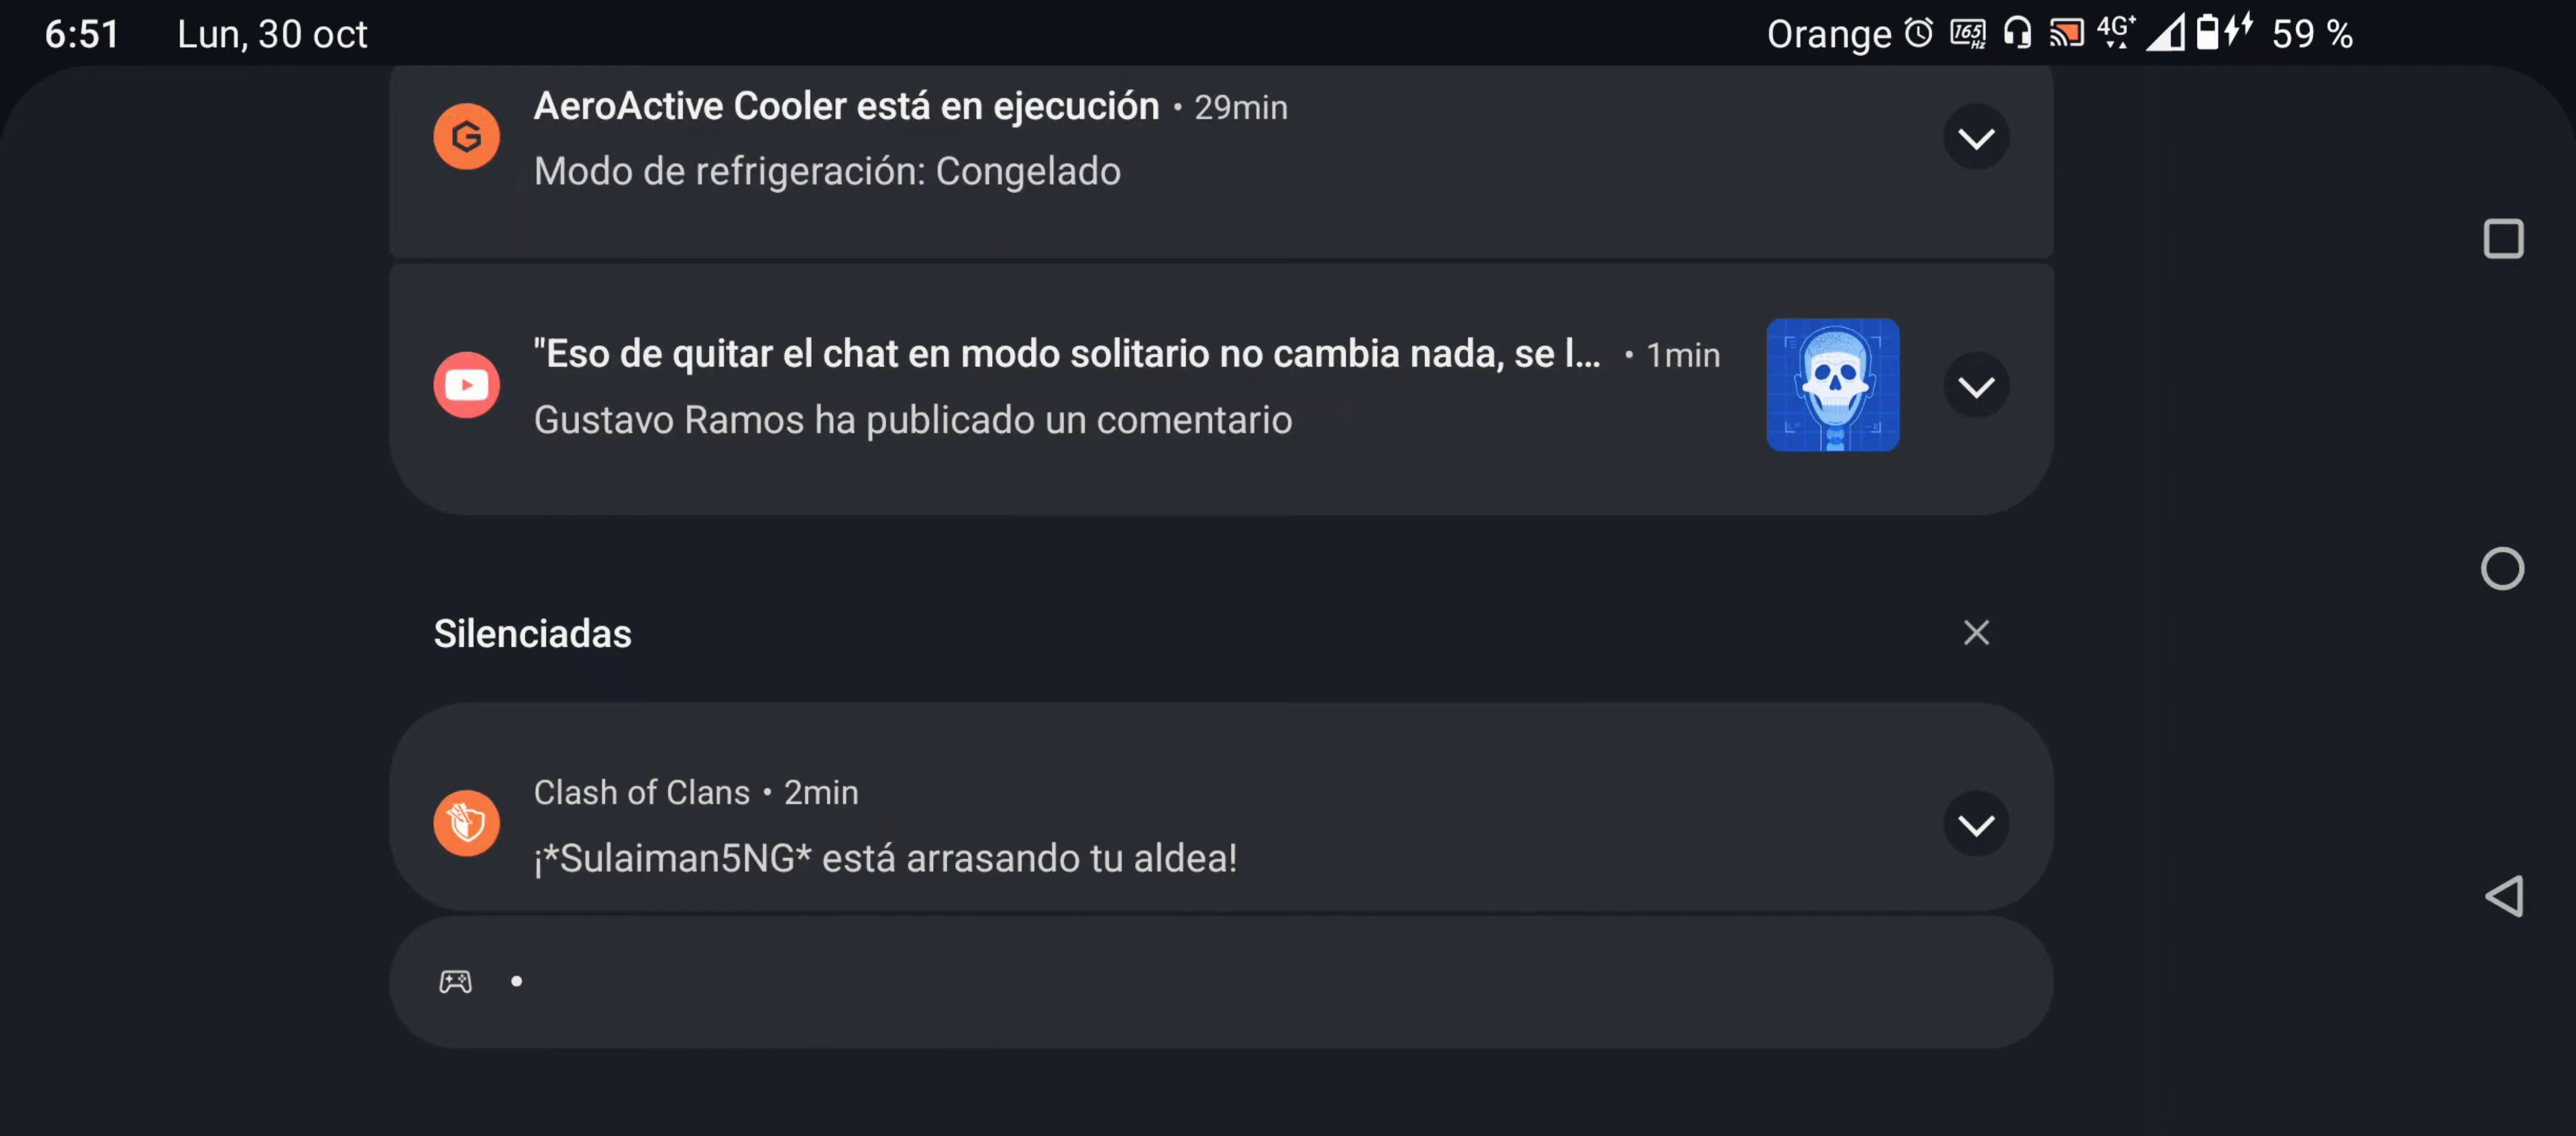 6:51 Lun, 30 oct Orange 165 Hz 4G+ 59 %
AeroActive Cooler está en ejecución • 29min
Modo de refrigeración: Congelado
"Eso de quitar el chat en modo solitario no cambia nada, se l... • 1min
Gustavo Ramos ha publicado un comentario
Silenciadas
Clash of Clans • 2min
¡*Sulaiman5NG* está arrasando tu aldea!